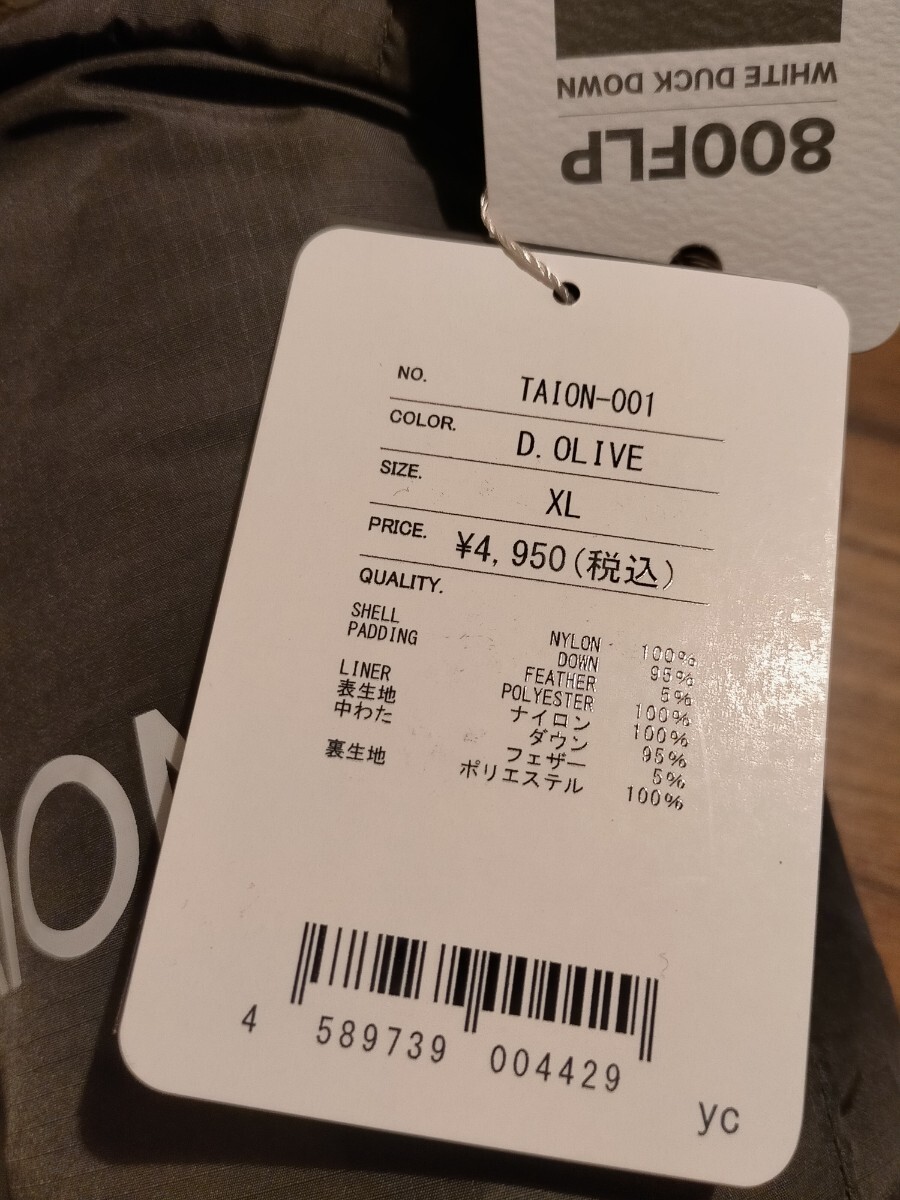 WHITE DUCK DOWN
800FLP
NO. TAION-001
COLOR. D. OLIVE
SIZE. XL
PRICE. ¥4, 950(税込)
QUALITY.
SHELL NYLON 100%
PADDING DOWN 95%
FEATHER 5%
LINER POLYESTER 100%
表生地 ナイロン 100%
中わた ダウン 95%
フェザー 5%
裏生地 ポリエステル 100%
4 589739 004429
yc